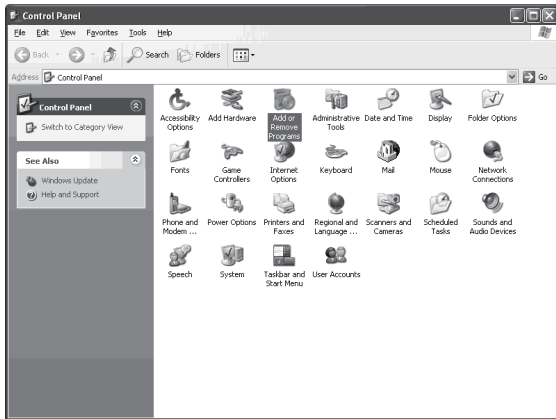 Control Panel
File Edit View Favorites Tools Help
Back Search Folders
Address Control Panel Go
Control Panel
Switch to Category View
See Also
Windows Update
Help and Support
Accessibility Options
Add Hardware
Add or Remove Programs
Administrative Tools
Date and Time
Display
Folder Options
Fonts
Game Controllers
Internet Options
Keyboard
Mail
Mouse
Network Connections
Phone and Modem ...
Power Options
Printers and Faxes
Regional and Language ...
Scanners and Cameras
Scheduled Tasks
Sounds and Audio Devices
Speech
System
Taskbar and Start Menu
User Accounts